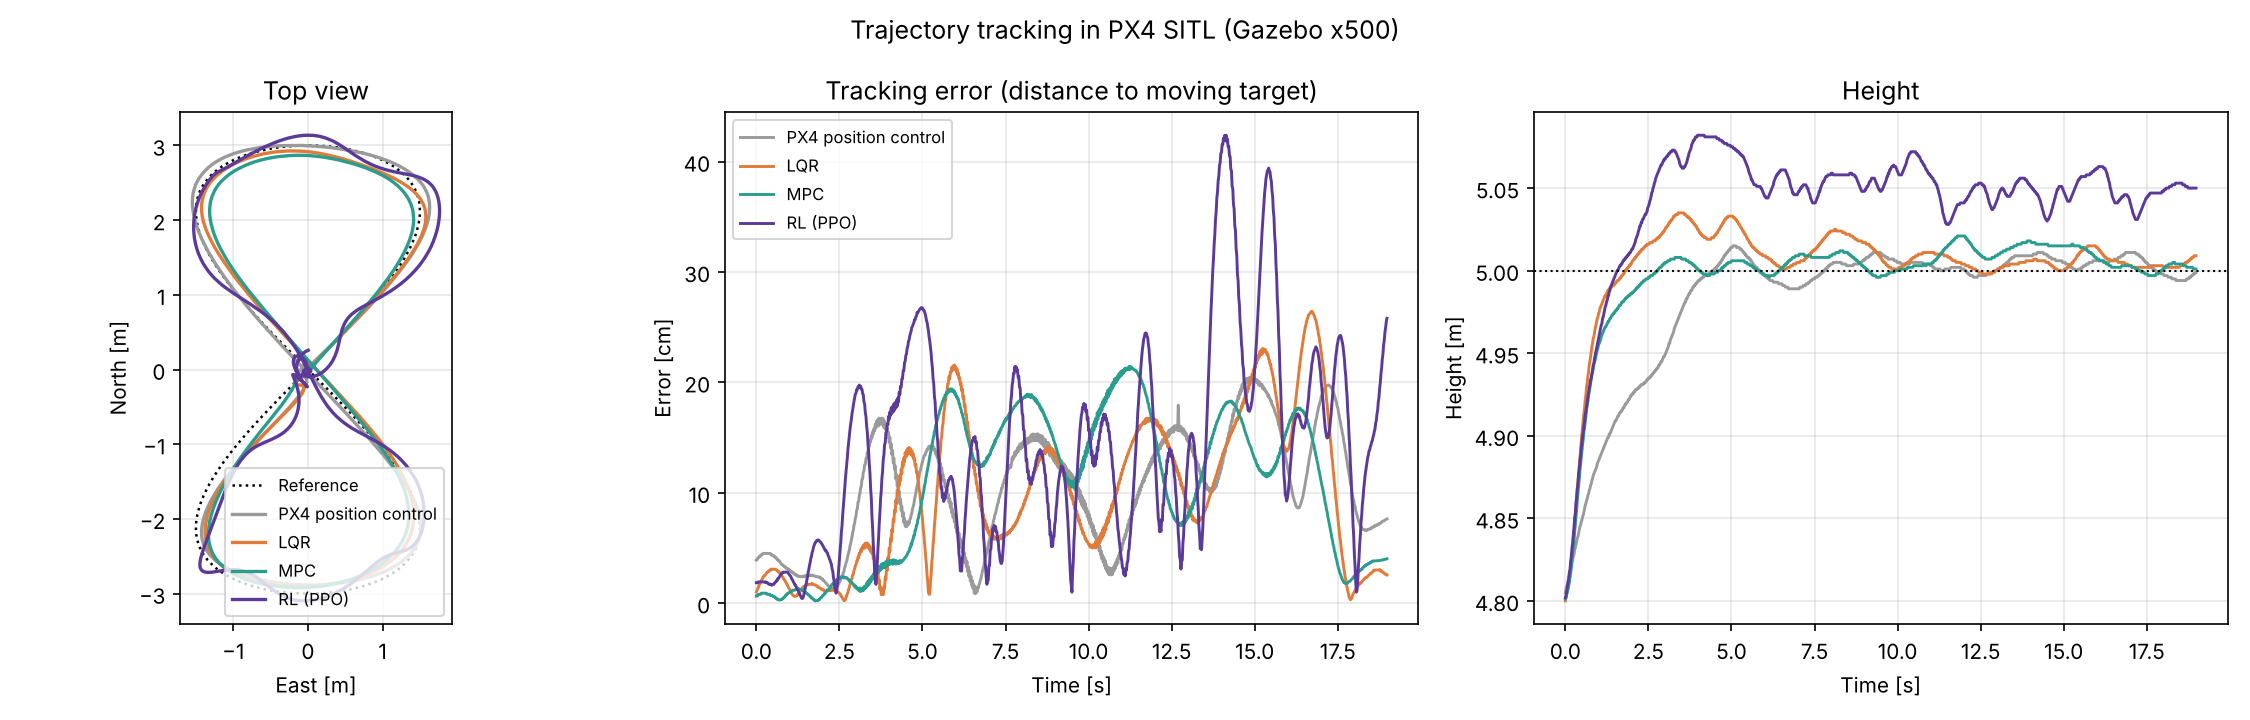 Trajectory tracking in PX4 SITL (Gazebo x500)
Top view
3
2
1
0
−1
−2
−3
North [m]
−1 0 1
East [m]
Reference
PX4 position control
LQR
MPC
RL (PPO)
Tracking error (distance to moving target)
PX4 position control
LQR
MPC
RL (PPO)
40
30
20
10
0
Error [cm]
0.0 2.5 5.0 7.5 10.0 12.5 15.0 17.5
Time [s]
Height
5.05
5.00
4.95
4.90
4.85
4.80
Height [m]
0.0 2.5 5.0 7.5 10.0 12.5 15.0 17.5
Time [s]